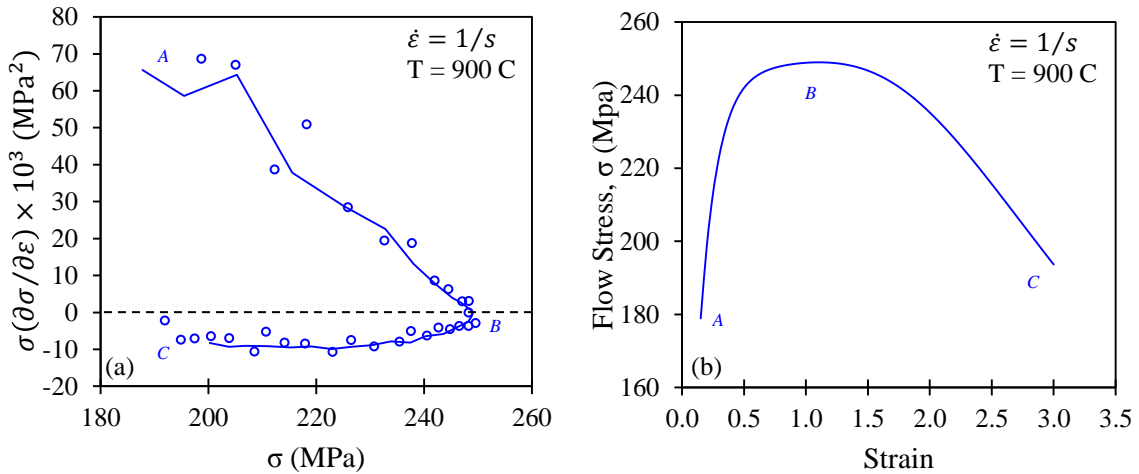 σ(∂σ/∂ε) × 10³ (MPa²)
80
70
60
50
40
30
20
10
0
-10
-20
A
ε̇ = 1/s
T = 900 C
B
C
(a)
180
200
220
240
260
σ (MPa)
Flow Stress, σ (Mpa)
260
240
220
200
180
160
ε̇ = 1/s
T = 900 C
B
C
A
(b)
0.0
0.5
1.0
1.5
2.0
2.5
3.0
3.5
Strain